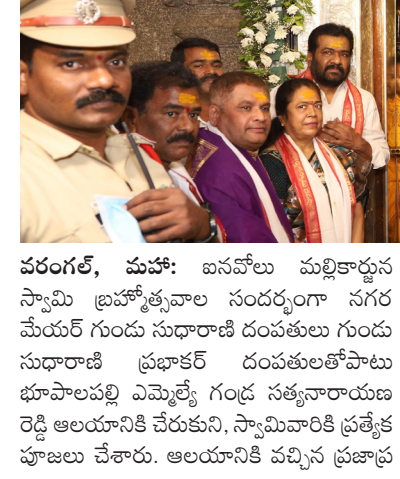 వరంగల్, మహా: ఐనవోలు మల్లికార్జున
స్వామి బ్రహ్మోత్సవాల సందర్భంగా నగర
మేయర్ గుండు సుధారాణి దంపతులు గుండు
సుధారాణి ప్రభాకర్ దంపతులతోపాటు
భూపాలపల్లి ఎమ్మెల్యే గండ్ర సత్యనారాయణ
రెడ్డి ఆలయానికి చేరుకుని, స్వామివారికి ప్రత్యేక
పూజలు చేశారు. ఆలయానికి వచ్చిన ప్రజాప్ర